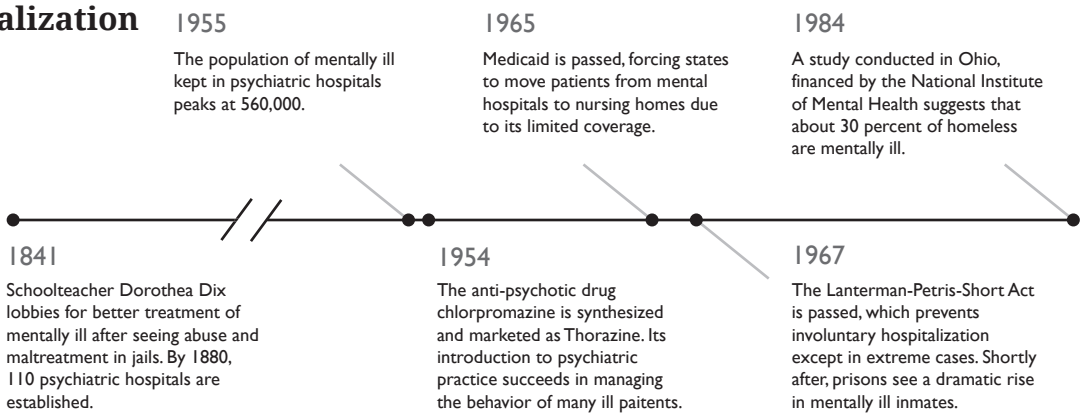 alization
1955
The population of mentally ill
kept in psychiatric hospitals
peaks at 560,000.
1965
Medicaid is passed, forcing states
to move patients from mental
hospitals to nursing homes due
to its limited coverage.
1984
A study conducted in Ohio,
financed by the National Institute
of Mental Health suggests that
about 30 percent of homeless
are mentally ill.
1841
Schoolteacher Dorothea Dix
lobbies for better treatment of
mentally ill after seeing abuse and
maltreatment in jails. By 1880,
110 psychiatric hospitals are
established.
1954
The anti-psychotic drug
chlorpromazine is synthesized
and marketed as Thorazine. Its
introduction to psychiatric
practice succeeds in managing
the behavior of many ill paitents.
1967
The Lanterman-Petris-Short Act
is passed, which prevents
involuntary hospitalization
except in extreme cases. Shortly
after, prisons see a dramatic rise
in mentally ill inmates.